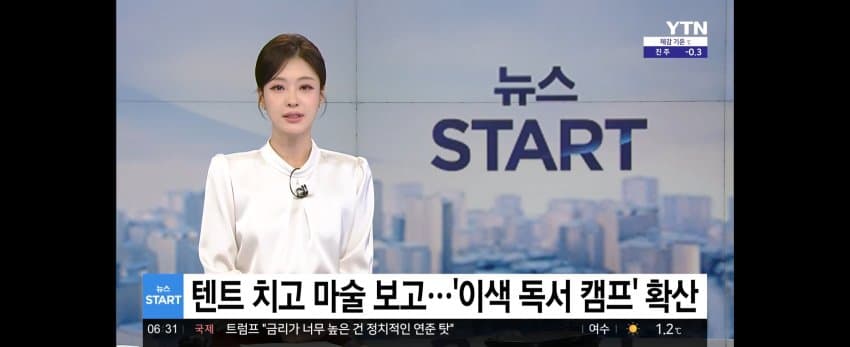 YTN
체감 기온 ℃
진 주 -0.3
뉴스
START
뉴스
START
텐트 치고 마술 보고…'이색 독서 캠프' 확산
06:31 국제 트럼프 "금리가 너무 높은 건 정치적인 연준 탓" 여수 1.2℃